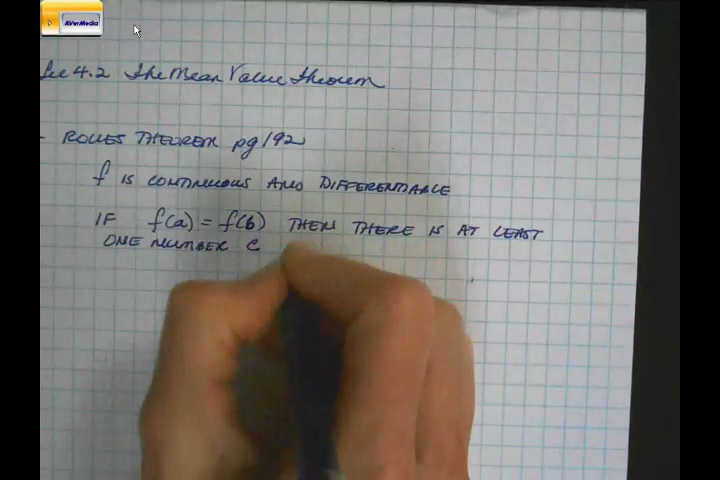 AVerMedia
Sec 4.2 The Mean Value Theorem
- ROLLES THEOREM pg 192
f IS CONTINUOUS AND DIFFERENTIABLE
IF f(a) = f(b) THEN THERE IS AT LEAST
ONE NUMBER C